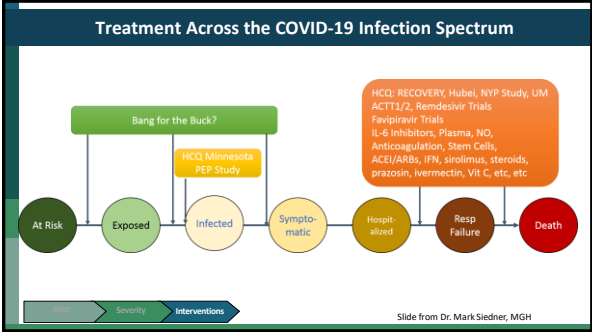 Treatment Across the COVID-19 Infection Spectrum
HCQ: RECOVERY, Hubei, NYP Study, UM
ACTT1/2, Remdesivir Trials
Favipiravir Trials
IL-6 Inhibitors, Plasma, NO,
Anticoagulation, Stem Cells,
ACEI/ARBs, IFN, sirolimus, steroids,
prazosin, ivermectin, Vit C, etc, etc
Bang for the Buck?
HCQ Minnesota
PEP Study
At Risk
Exposed
Infected
Sympto-
matic
Hospit-
alized
Resp
Failure
Death
Host
Severity
Interventions
Slide from Dr. Mark Siedner, MGH